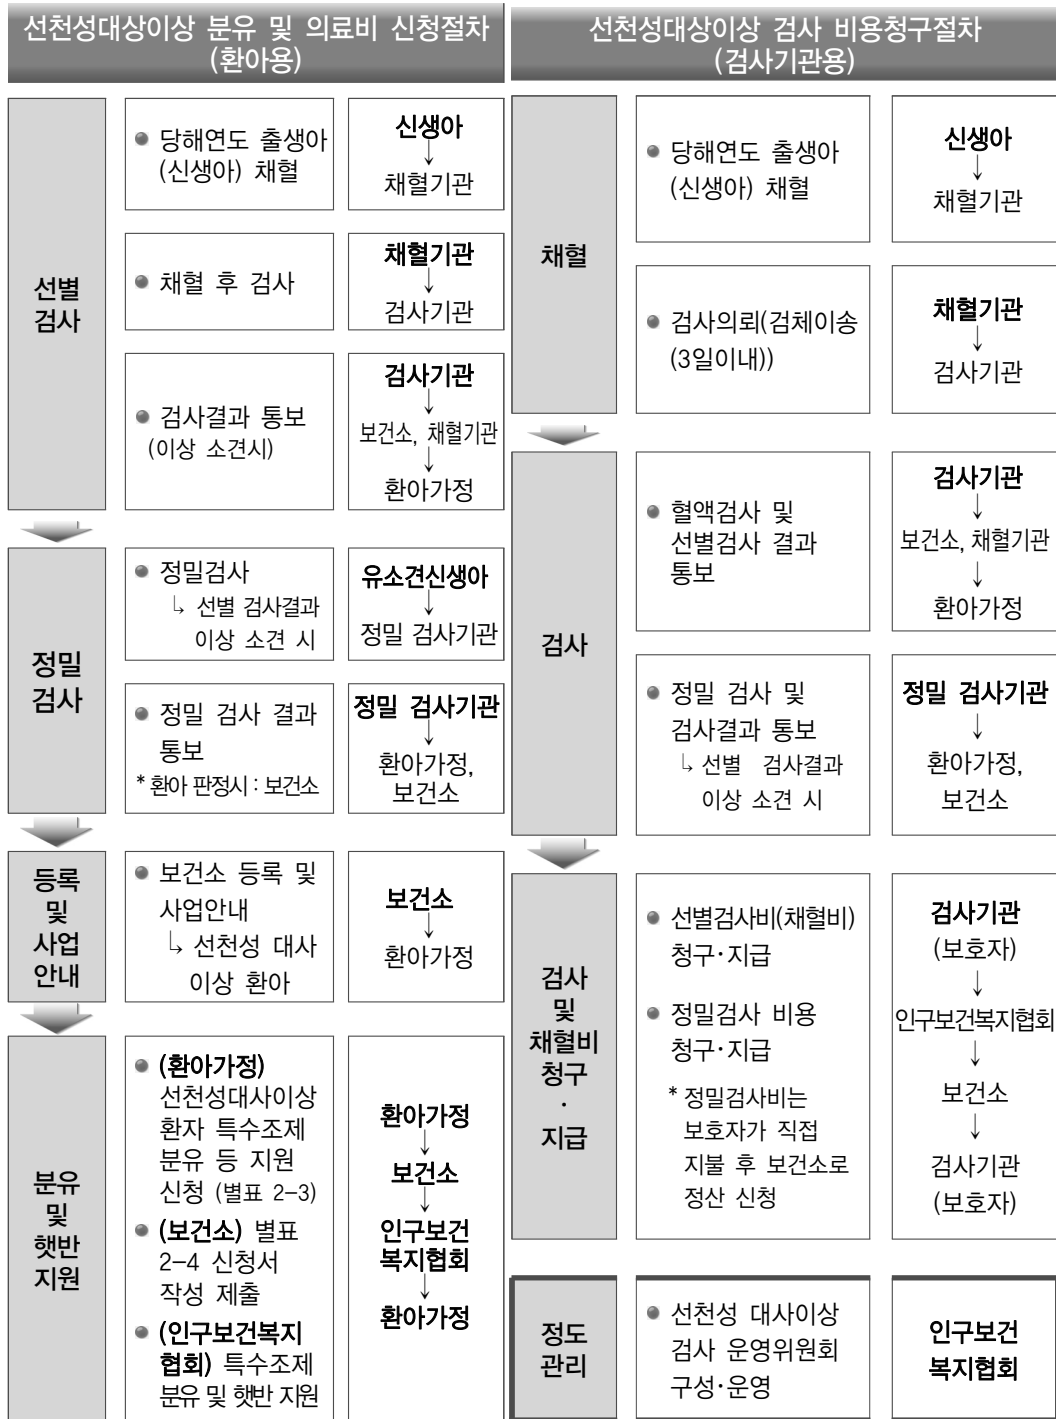 선천성대상이상 분유 및 의료비 신청절차
(환아용)
선별
검사
당해연도 출생아
(신생아) 채혈
신생아
↓
채혈기관
채혈 후 검사
채혈기관
↓
검사기관
검사결과 통보
(이상 소견시)
검사기관
↓
보건소, 채혈기관
↓
환아가정
정밀
검사
정밀검사
↳ 선별 검사결과
이상 소견 시
유소견신생아
↓
정밀 검사기관
정밀 검사 결과
통보
* 환아 판정시 : 보건소
정밀 검사기관
↓
환아가정,
보건소
등록
및
사업
안내
보건소 등록 및
사업안내
↳ 선천성 대사
이상 환아
보건소
↓
환아가정
분유
및
햇반
지원
(환아가정)
선천성대사이상
환자 특수조제
분유 등 지원
신청 (별표 2-3)
(보건소) 별표
2-4 신청서
작성 제출
(인구보건복지
협회) 특수조제
분유 및 햇반 지원
환아가정
↓
보건소
↓
인구보건
복지협회
↓
환아가정
선천성대상이상 검사 비용청구절차
(검사기관용)
채혈
당해연도 출생아
(신생아) 채혈
신생아
↓
채혈기관
검사의뢰(검체이송
(3일이내))
채혈기관
↓
검사기관
검사
혈액검사 및
선별검사 결과
통보
검사기관
↓
보건소, 채혈기관
↓
환아가정
정밀 검사 및
검사결과 통보
↳ 선별 검사결과
이상 소견 시
정밀 검사기관
↓
환아가정,
보건소
검사
및
채혈비
청구
·
지급
선별검사비(채혈비)
청구·지급
정밀검사 비용
청구·지급
* 정밀검사비는
보호자가 직접
지불 후 보건소로
정산 신청
검사기관
(보호자)
↓
인구보건복지협회
↓
보건소
↓
검사기관
(보호자)
정도
관리
선천성 대사이상
검사 운영위원회
구성·운영
인구보건
복지협회